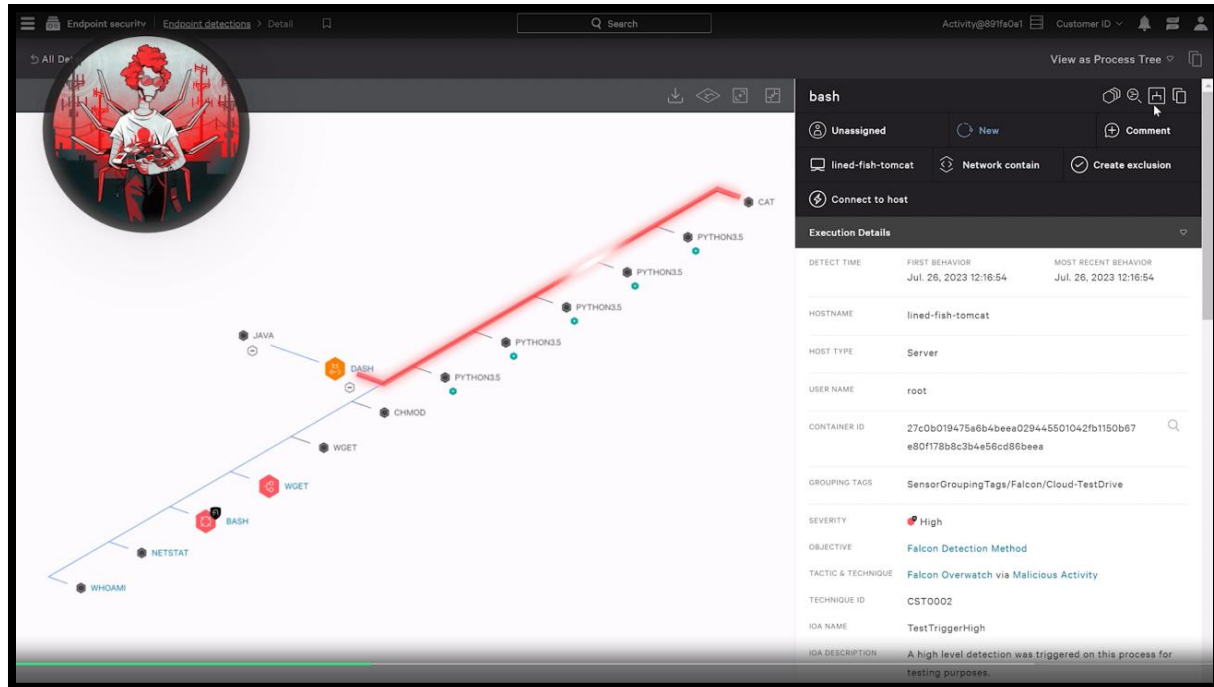 Endpoint security Endpoint detections > Detail
Search
Activity@891fa0a1 Customer ID
All De
View as Process Tree
bash
Unassigned New Comment
lined-fish-tomcat Network contain Create exclusion
Connect to host
Execution Details
DETECT TIME FIRST BEHAVIOR MOST RECENT BEHAVIOR
Jul. 26, 2023 12:16:54 Jul. 26, 2023 12:16:54
HOSTNAME lined-fish-tomcat
HOST TYPE Server
USER NAME root
CONTAINER ID 27c0b019475a6b4beea029445501042fb1150b67
e80f178b8c3b4e56cd86beea
GROUPING TAGS SensorGroupingTags/Falcon/Cloud-TestDrive
SEVERITY High
OBJECTIVE Falcon Detection Method
TACTIC & TECHNIQUE Falcon Overwatch via Malicious Activity
TECHNIQUE ID CST0002
IOA NAME TestTriggerHigh
IOA DESCRIPTION A high level detection was triggered on this process for
testing purposes.
CAT
PYTHON3.5
PYTHON3.5
PYTHON3.5
JAVA
PYTHON3.5
DASH
PYTHON3.5
CHMOD
WGET
WGET
BASH
NETSTAT
WHOAMI